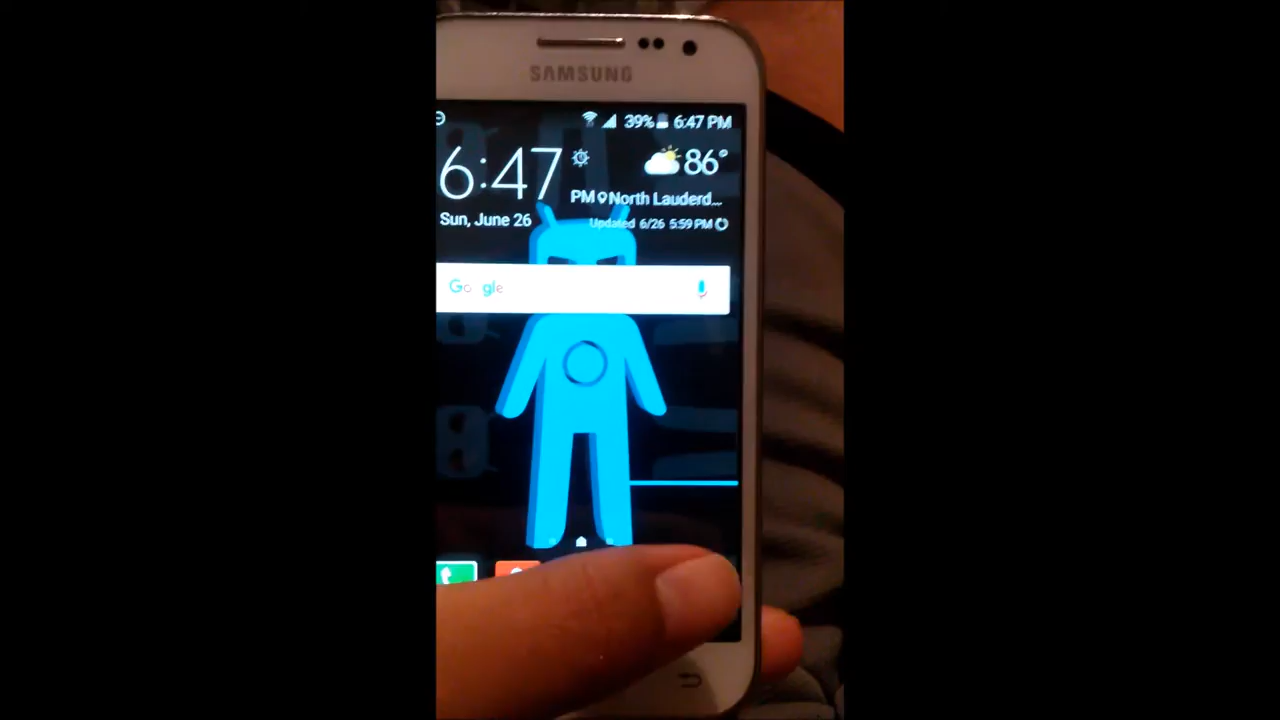 SAMSUNG
39% 6:47 PM
6:47
86°
PM North Lauderd...
Sun, June 26
Updated 6/26 5:59 PM
Google